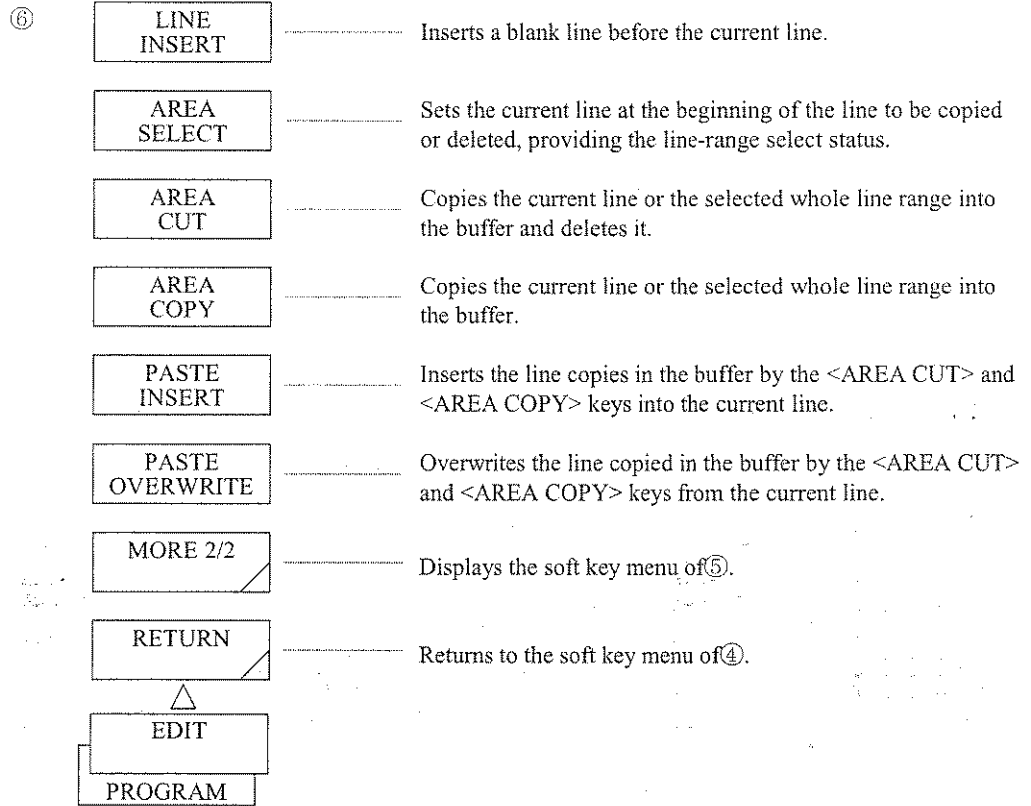 ⑥
LINE
INSERT
Inserts a blank line before the current line.
AREA
SELECT
Sets the current line at the beginning of the line to be copied
or deleted, providing the line-range select status.
AREA
CUT
Copies the current line or the selected whole line range into
the buffer and deletes it.
AREA
COPY
Copies the current line or the selected whole line range into
the buffer.
PASTE
INSERT
Inserts the line copies in the buffer by the <AREA CUT> and
<AREA COPY> keys into the current line.
PASTE
OVERWRITE
Overwrites the line copied in the buffer by the <AREA CUT>
and <AREA COPY> keys from the current line.
MORE 2/2
Displays the soft key menu of⑤.
RETURN
Returns to the soft key menu of④.
EDIT
PROGRAM